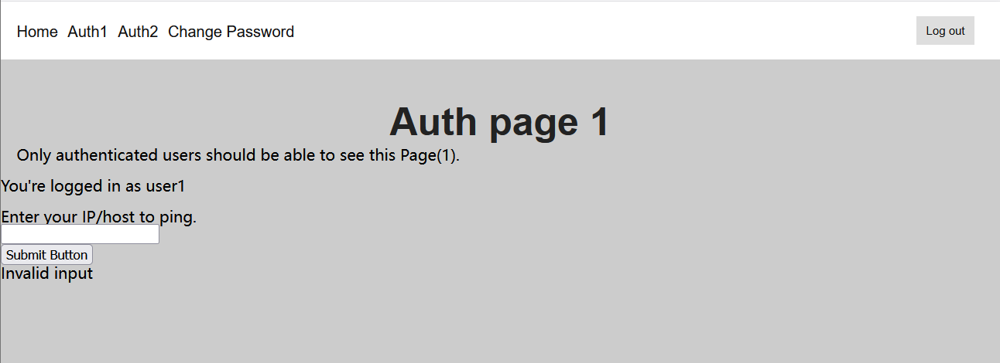 Home Auth1 Auth2 Change Password Log out
Auth page 1
Only authenticated users should be able to see this Page(1).
You're logged in as user1
Enter your IP/host to ping.
Submit Button
Invalid input